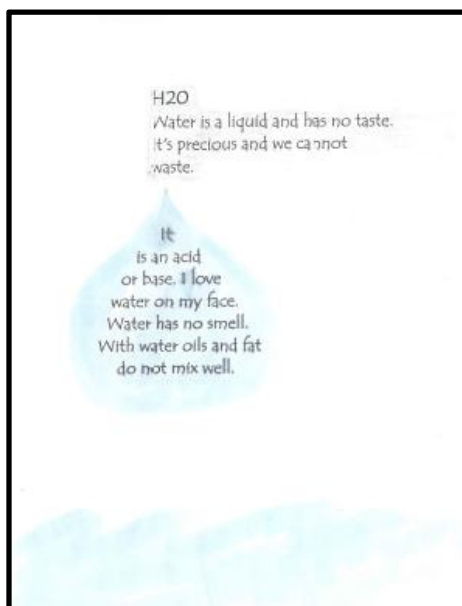 H2O
Water is a liquid and has no taste.
It's precious and we cannot
waste.
It
is an acid
or base. I love
water on my face.
Water has no smell.
With water oils and fat
do not mix well.